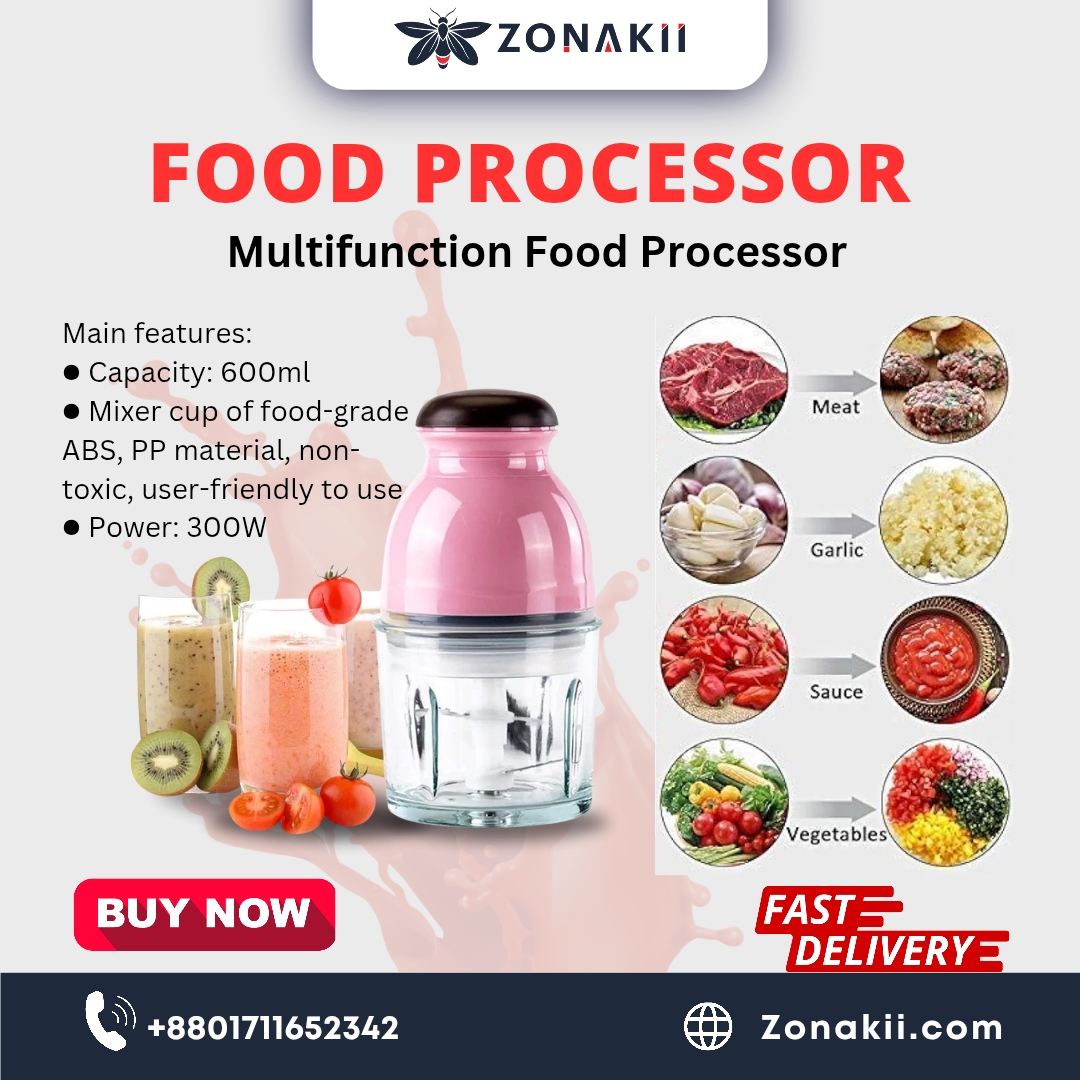 ZONAKII
FOOD PROCESSOR
Multifunction Food Processor
Main features:
● Capacity: 600ml
● Mixer cup of food-grade
ABS, PP material, non-
toxic, user-friendly to use
● Power: 300W
Meat
Garlic
Sauce
Vegetables
BUY NOW
FAST
DELIVERY
+8801711652342
Zonakii.com